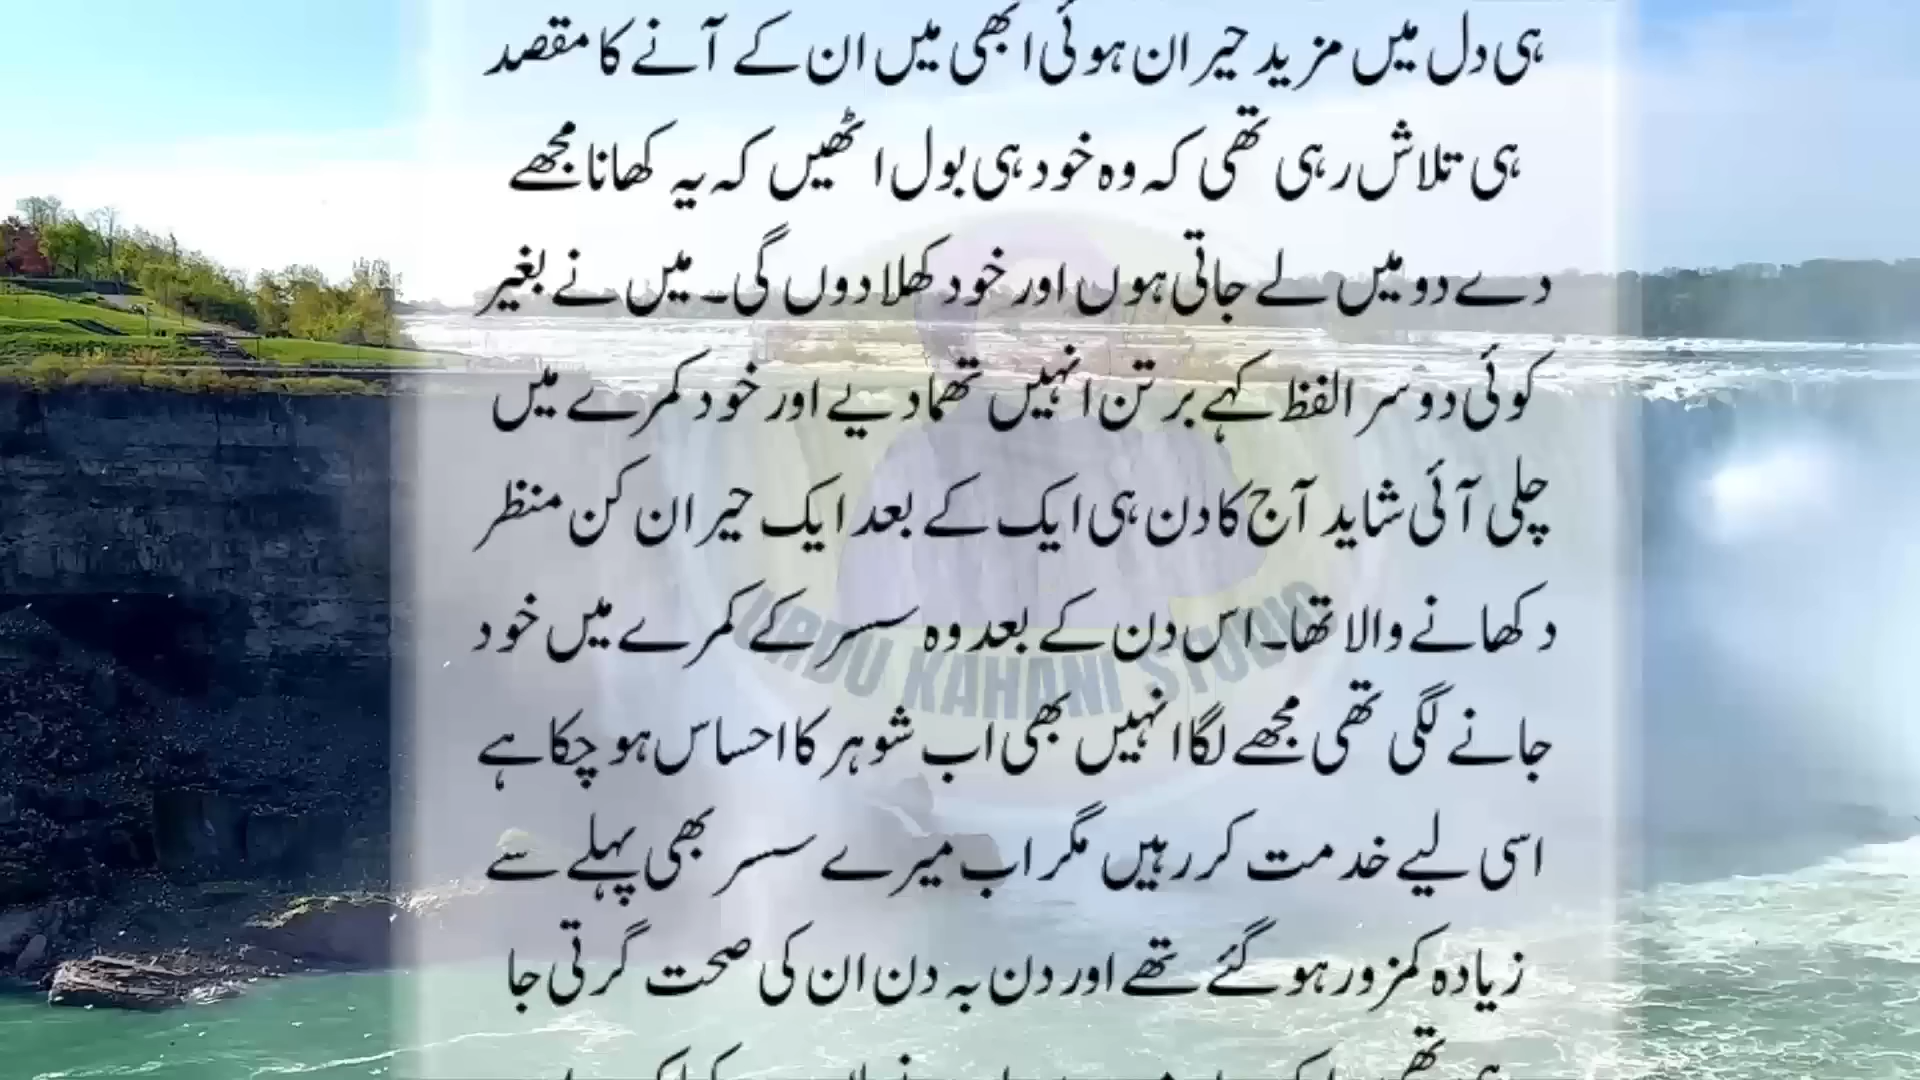 ہی دل میں مزید حیران ہوئی ابھی میں ان کے آنے کا مقصد
ہی تلاش رہی تھی کہ وہ خود ہی بول اٹھیں کہ یہ کھانا مجھے
دے دو میں لے جاتی ہوں اور خود کھلا دوں گی۔ میں نے بغیر
کوئی دوسرا لفظ کہے برتن انہیں تھما دیے اور خود کمرے میں
چلی آئی شاید آج کا دن ہی ایک کے بعد ایک حیران کن منظر
دکھانے والا تھا۔ اس دن کے بعد وہ سسر کے کمرے میں خود
جانے لگی تھی مجھے لگا انہیں بھی اب شوہر کا احساس ہو چکا ہے
اسی لیے خدمت کر رہیں مگر اب میرے سسر بھی پہلے سے
زیادہ کمزور ہو گئے تھے اور دن بہ دن ان کی صحت گرتی جا
URDU KAHANI STUDIO